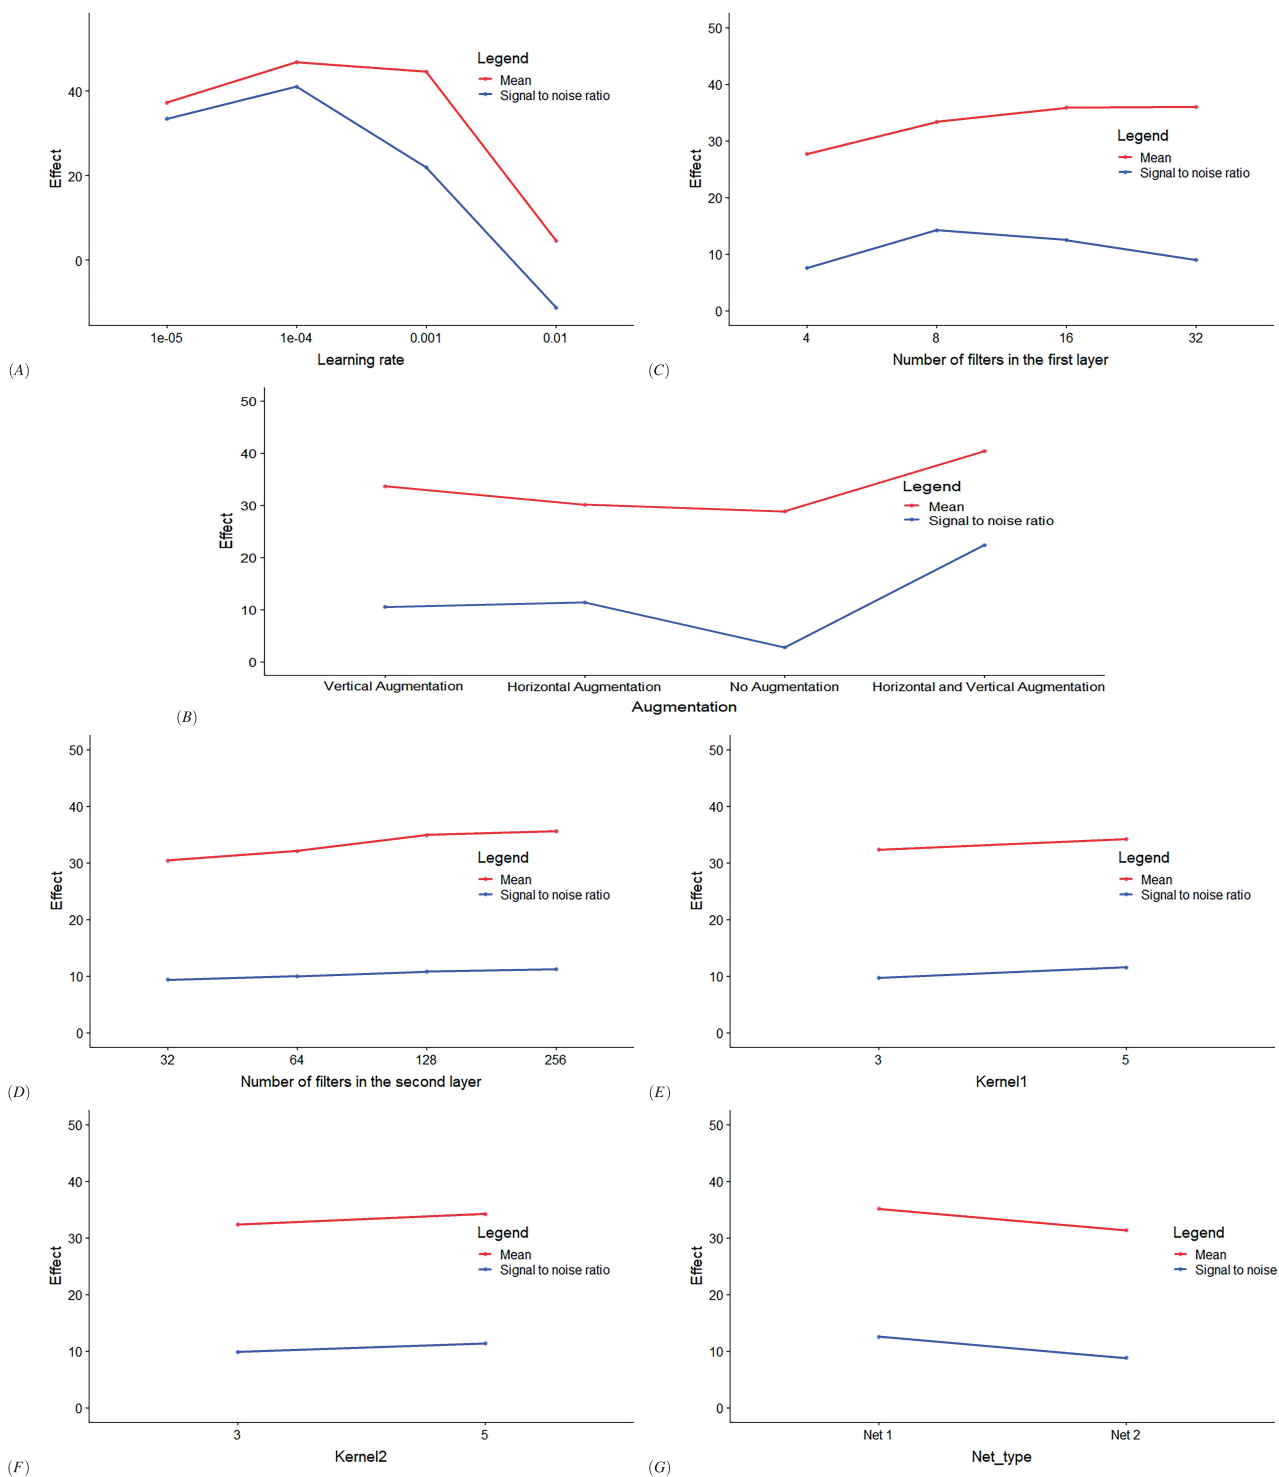 Legend
Mean
Signal to noise ratio
40
20
0
Effect
1e-05 1e-04 0.001 0.01
Learning rate
(A)
50
40
30
20
10
0
Effect
Legend
Mean
Signal to noise ratio
4 8 16 32
Number of filters in the first layer
(C)
50
40
30
20
10
0
Effect
Legend
Mean
Signal to noise ratio
Vertical Augmentation Horizontal Augmentation No Augmentation Horizontal and Vertical Augmentation
Augmentation
(B)
50
40
30
20
10
0
Effect
Legend
Mean
Signal to noise ratio
32 64 128 256
Number of filters in the second layer
(D)
50
40
30
20
10
0
Effect
Legend
Mean
Signal to noise ratio
3 5
Kernel1
(E)
50
40
30
20
10
0
Effect
Legend
Mean
Signal to noise ratio
3 5
Kernel2
(F)
50
40
30
20
10
0
Effect
Legend
Mean
Signal to noise
Net 1 Net 2
Net_type
(G)